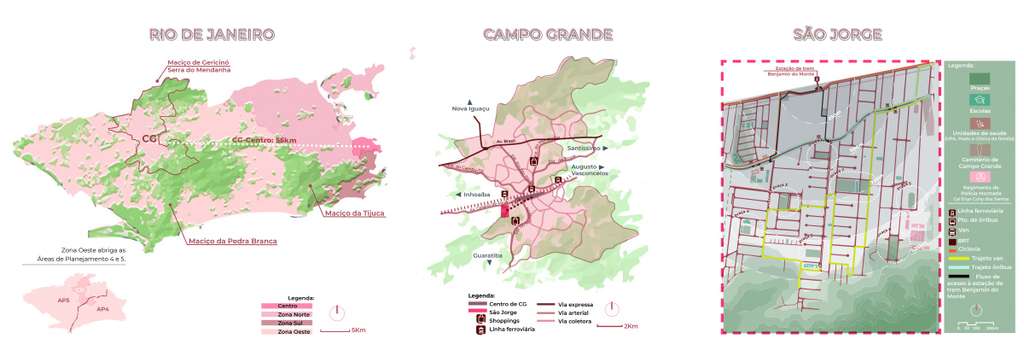 RIO DE JANEIRO
Maciço de Gericinó
Serra do Mendanha
CG
CG-Centro: 55km
Maciço da Tijuca
Maciço da Pedra Branca
Zona Oeste abriga as
Áreas de Planejamento 4 e 5.
AP5
AP4
Legenda:
Centro
Zona Norte
Zona Sul
Zona Oeste
5Km
CAMPO GRANDE
Nova Iguaçu
Av. Brasil
Santíssimo
Augusto
Vasconcelos
Inhoaíba
Guaratiba
Legenda:
Centro de CG
São Jorge
Shoppings
Linha ferroviária
Via expressa
Via arterial
Via coletora
2Km
SÃO JORGE
Estação de trem
Benjamin do Monte
Legenda:
Praças
Escolas
Unidades de saúde
Cemitério de
Campo Grande
Regimento de
Polícia Montada
Linha ferroviária
Pto. de ônibus
Van
BRT
Ciclovia
Trajeto van
Trajeto ônibus
Fluxo de
acesso à estação de
trem Benjamin do
Monte